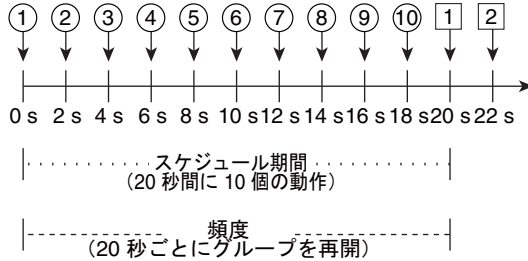 1 2 3 4 5 6 7 8 9 10 1 2
0 s 2 s 4 s 6 s 8 s 10 s 12 s 14 s 16 s 18 s 20 s 22 s
スケジュール期間
（20 秒間に 10 個の動作）
頻度
（20 秒ごとにグループを再開）